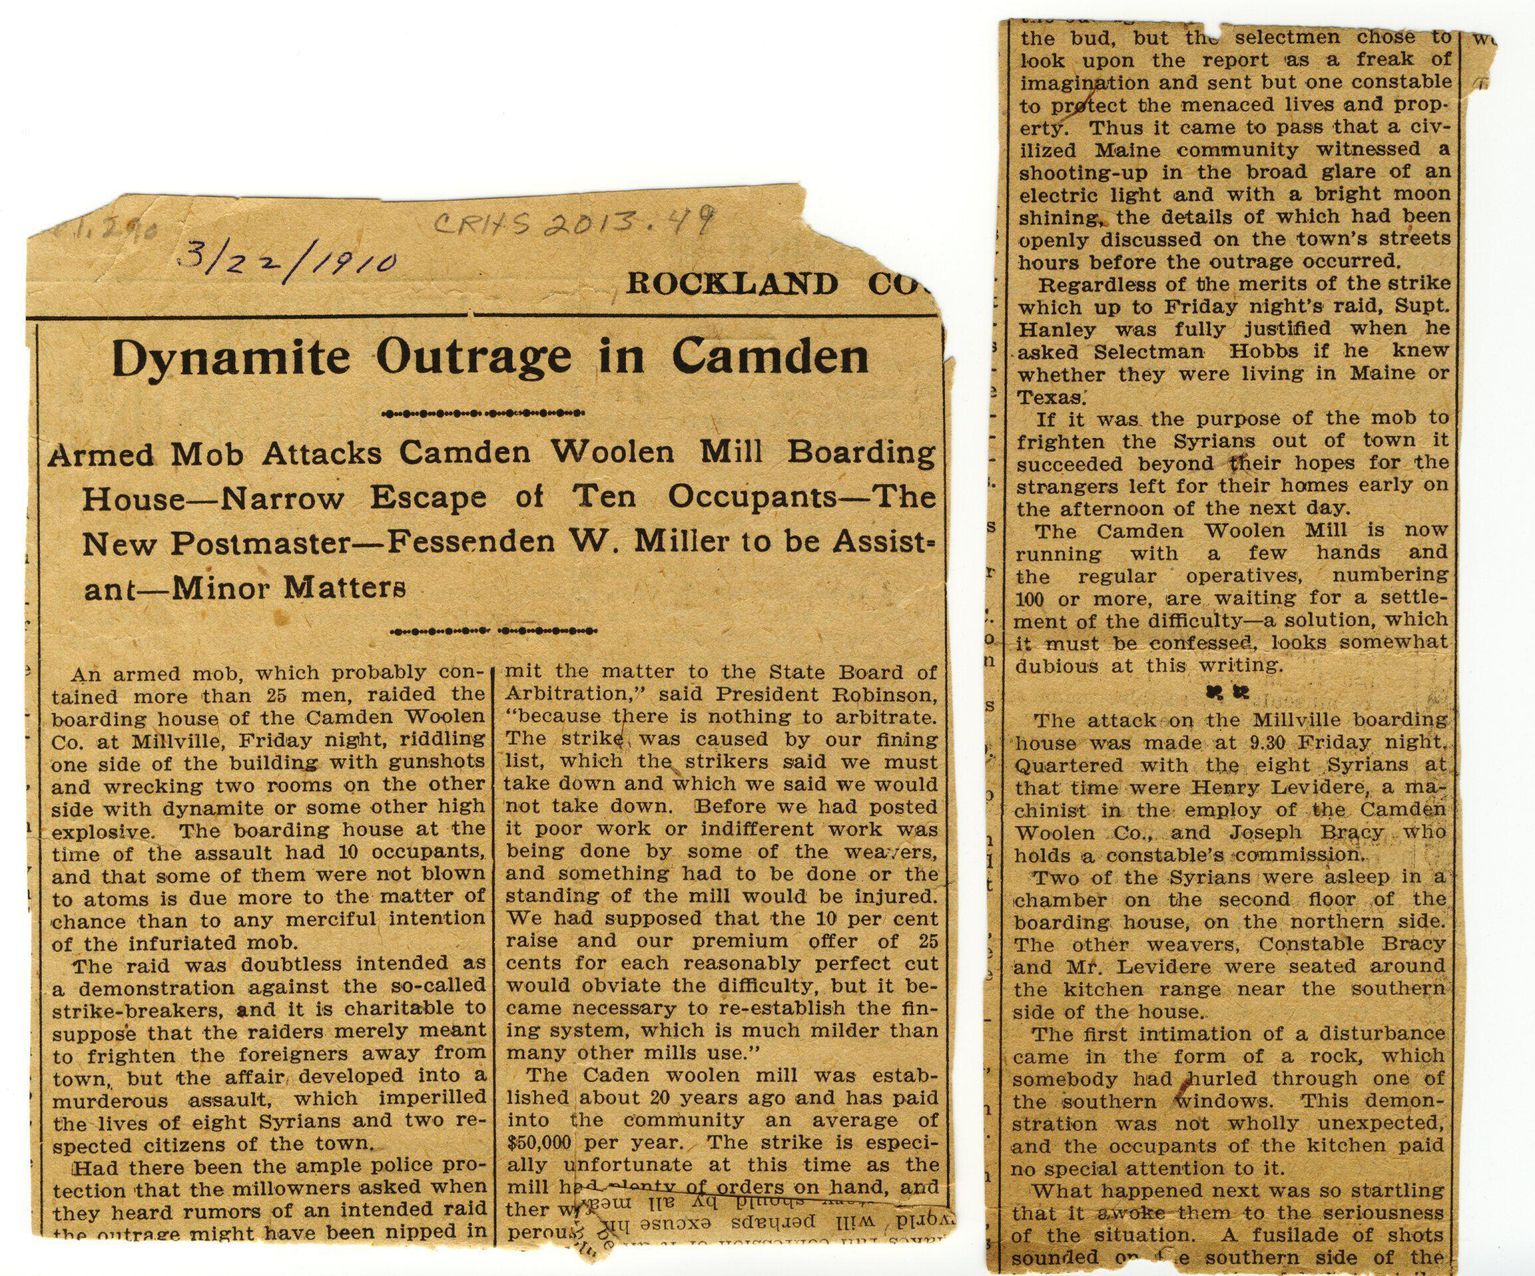 CRHS 2013.49
3/22/1910
ROCKLAND
Dynamite Outrage in Camden
Armed Mob Attacks Camden Woolen Mill Boarding
House—Narrow Escape of Ten Occupants—The
New Postmaster—Fessenden W. Miller to be Assist=
ant—Minor Matters
An armed mob, which probably con-
tained more than 25 men, raided the
boarding house of the Camden Woolen
Co. at Millville, Friday night, riddling
one side of the building with gunshots
and wrecking two rooms on the other
side with dynamite or some other high
explosive. The boarding house at the
time of the assault had 10 occupants,
and that some of them were not blown
to atoms is due more to the matter of
chance than to any merciful intention
of the infuriated mob.
The raid was doubtless intended as
a demonstration against the so-called
strike-breakers, and it is charitable to
suppose that the raiders merely meant
to frighten the foreigners away from
town, but the affair developed into a
murderous assault, which imperilled
the lives of eight Syrians and two re-
spected citizens of the town.
Had there been the ample police pro-
tection that the millowners asked when
they heard rumors of an intended raid
the outrage might have been nipped in
mit the matter to the State Board of
Arbitration," said President Robinson,
"because there is nothing to arbitrate.
The strike was caused by our fining
list, which the strikers said we must
take down and which we said we would
not take down. Before we had posted
it poor work or indifferent work was
being done by some of the weavers,
and something had to be done or the
standing of the mill would be injured.
We had supposed that the 10 per cent
raise and our premium offer of 25
cents for each reasonably perfect cut
would obviate the difficulty, but it be-
came necessary to re-establish the fin-
ing system, which is much milder than
many other mills use."
The Caden woolen mill was estab-
lished about 20 years ago and has paid
into the community an average of
$50,000 per year. The strike is especi-
ally unfortunate at this time as the
mill had plenty of orders on hand, and
ther
perous
should by all mean
world will perhaps excuse hi
the bud, but the selectmen chose to
look upon the report as a freak of
imagination and sent but one constable
to protect the menaced lives and prop-
erty. Thus it came to pass that a civ-
ilized Maine community witnessed a
shooting-up in the broad glare of an
electric light and with a bright moon
shining, the details of which had been
openly discussed on the town's streets
hours before the outrage occurred.
Regardless of the merits of the strike
which up to Friday night's raid, Supt.
Hanley was fully justified when he
asked Selectman Hobbs if he knew
whether they were living in Maine or
Texas.
If it was the purpose of the mob to
frighten the Syrians out of town it
succeeded beyond their hopes for the
strangers left for their homes early on
the afternoon of the next day.
The Camden Woolen Mill is now
running with a few hands and
the regular operatives, numbering
100 or more, are waiting for a settle-
ment of the difficulty—a solution, which
it must be confessed, looks somewhat
dubious at this writing.
The attack on the Millville boarding
house was made at 9.30 Friday night.
Quartered with the eight Syrians at
that time were Henry Levidere, a ma-
chinist in the employ of the Camden
Woolen Co., and Joseph Bracy who
holds a constable's commission.
Two of the Syrians were asleep in a
chamber on the second floor of the
boarding house, on the northern side.
The other weavers, Constable Bracy
and Mr. Levidere were seated around
the kitchen range near the southern
side of the house.
The first intimation of a disturbance
came in the form of a rock, which
somebody had hurled through one of
the southern windows. This demon-
stration was not wholly unexpected,
and the occupants of the kitchen paid
no special attention to it.
What happened next was so startling
that it awoke them to the seriousness
of the situation. A fusilade of shots
sounded on the southern side of the